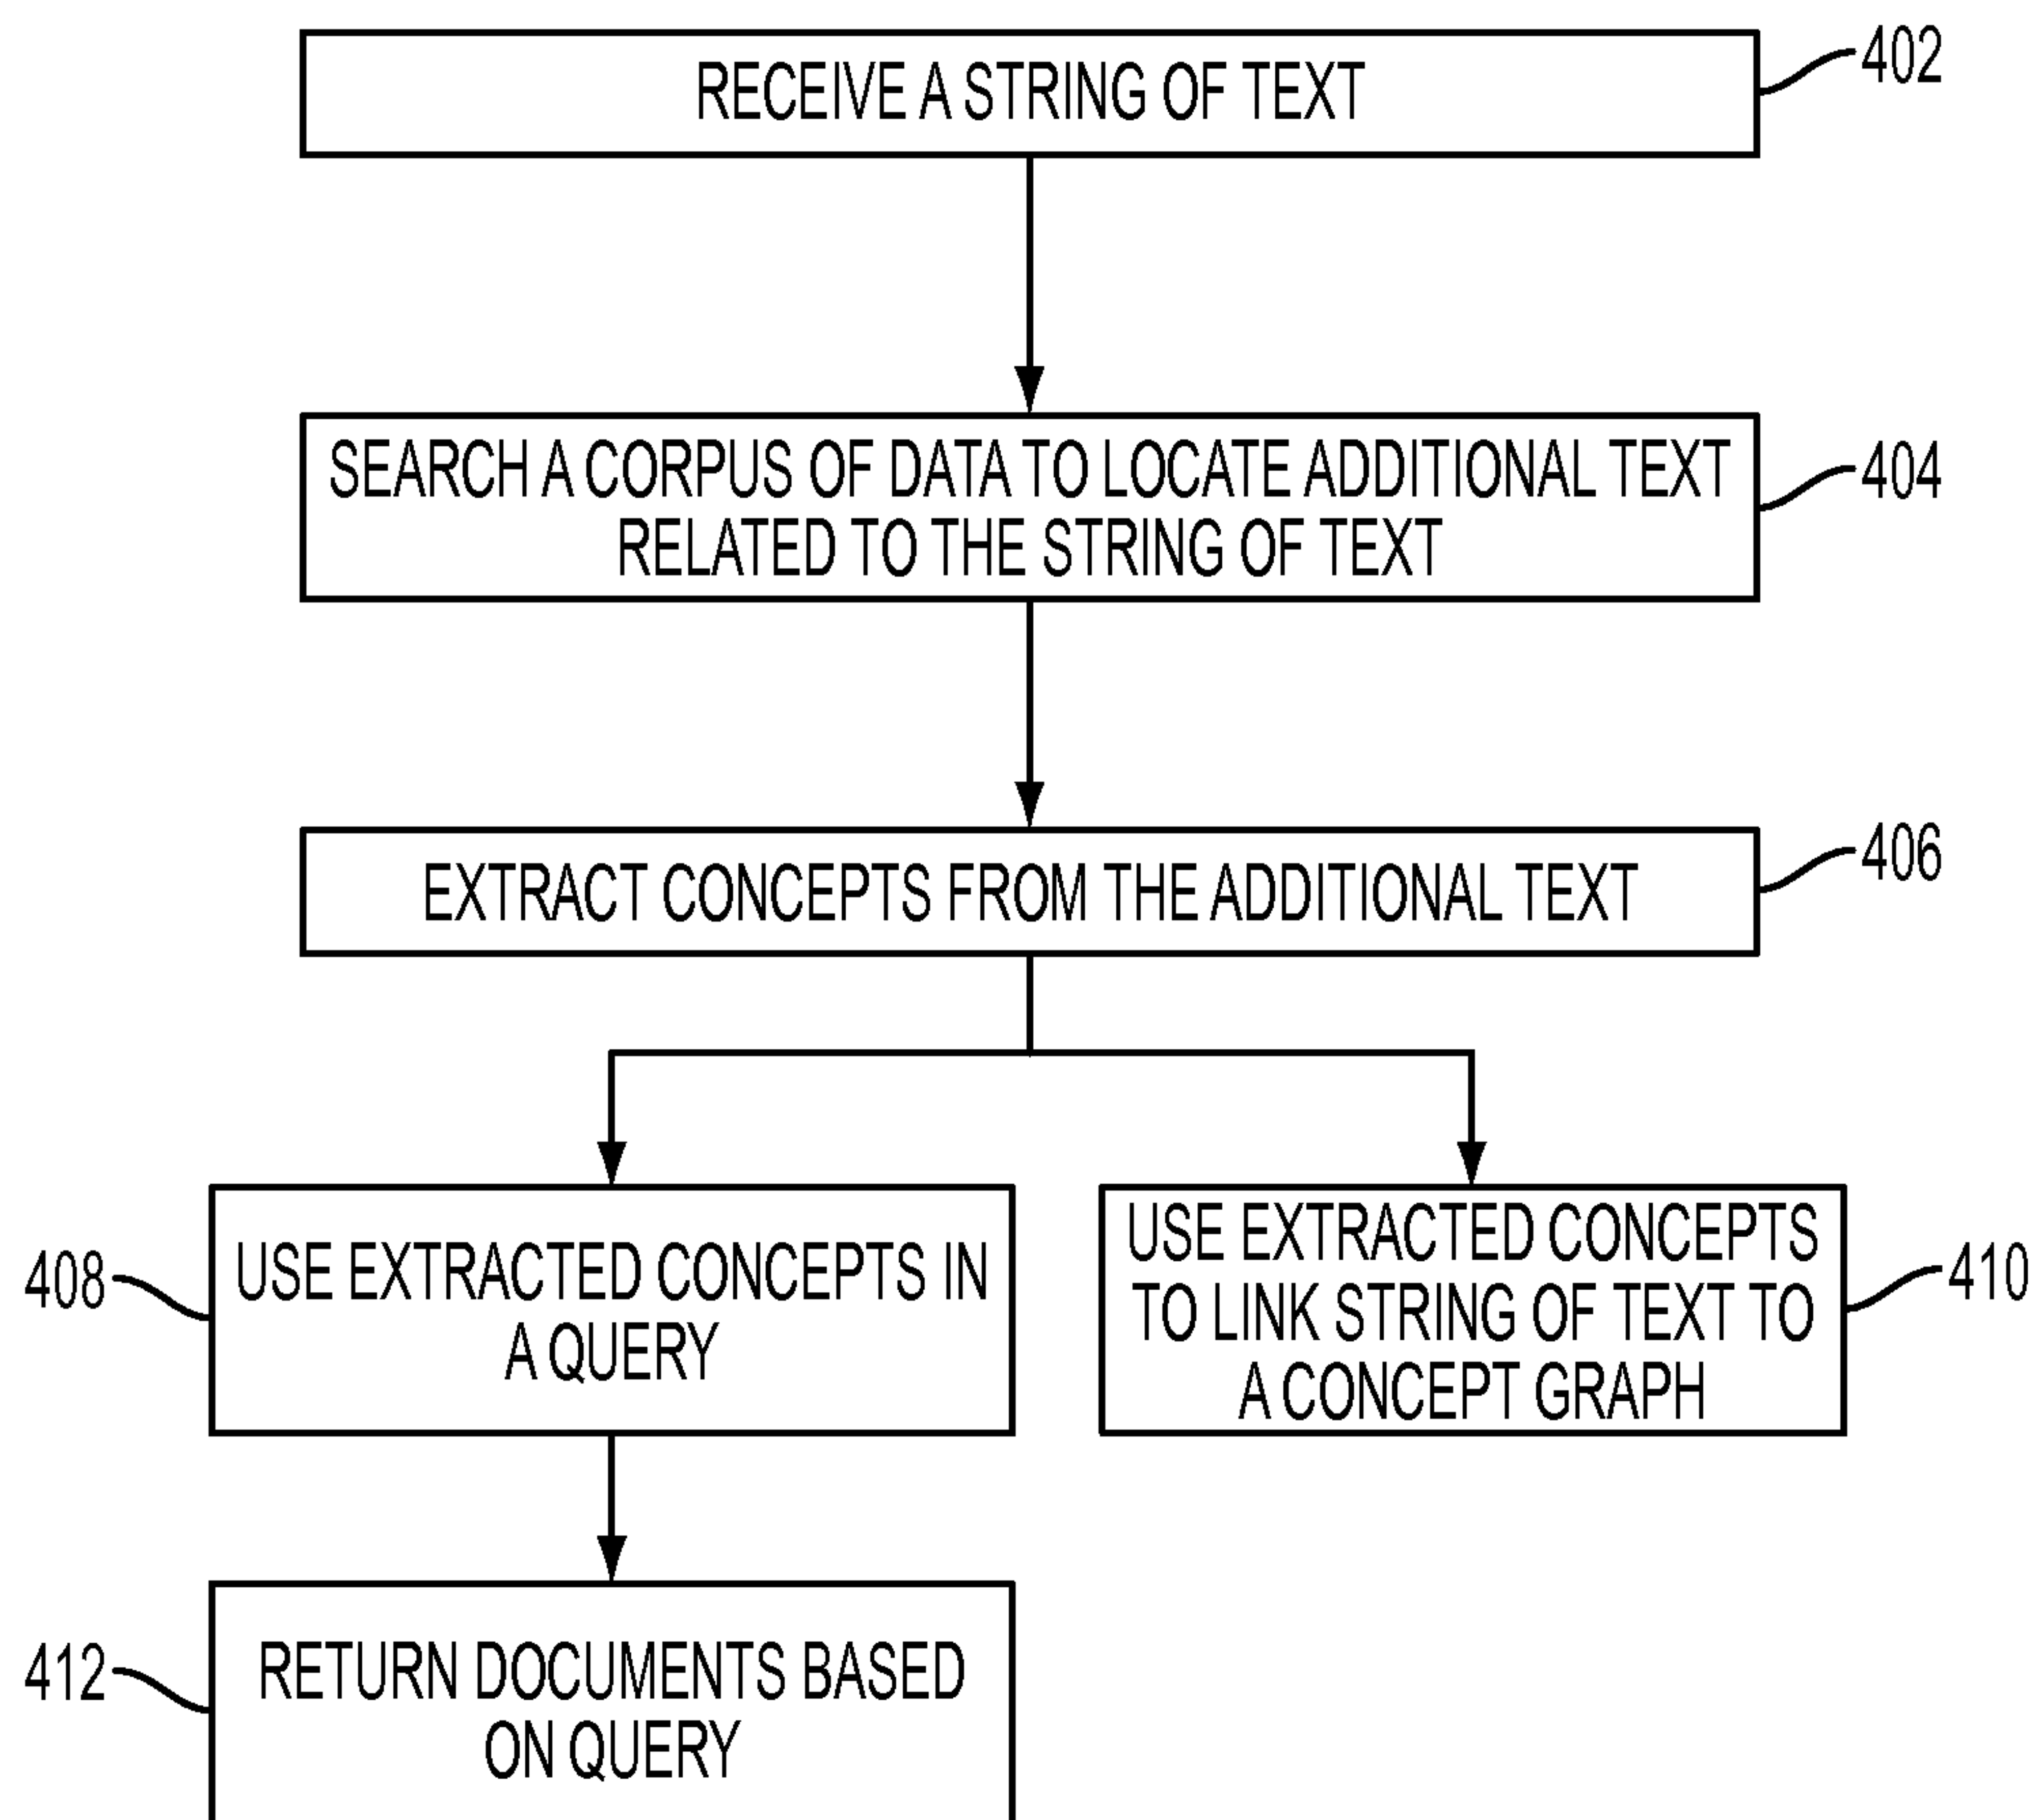 RECEIVE A STRING OF TEXT
402
SEARCH A CORPUS OF DATA TO LOCATE ADDITIONAL TEXT
RELATED TO THE STRING OF TEXT
404
EXTRACT CONCEPTS FROM THE ADDITIONAL TEXT
406
408
USE EXTRACTED CONCEPTS IN
A QUERY
USE EXTRACTED CONCEPTS
TO LINK STRING OF TEXT TO
A CONCEPT GRAPH
410
412
RETURN DOCUMENTS BASED
ON QUERY